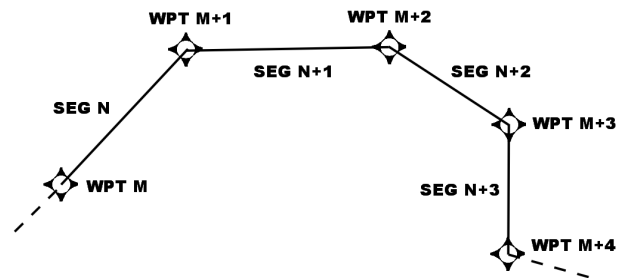 WPT M+1
WPT M+2
SEG N+1
SEG N+2
SEG N
WPT M+3
WPT M
SEG N+3
WPT M+4